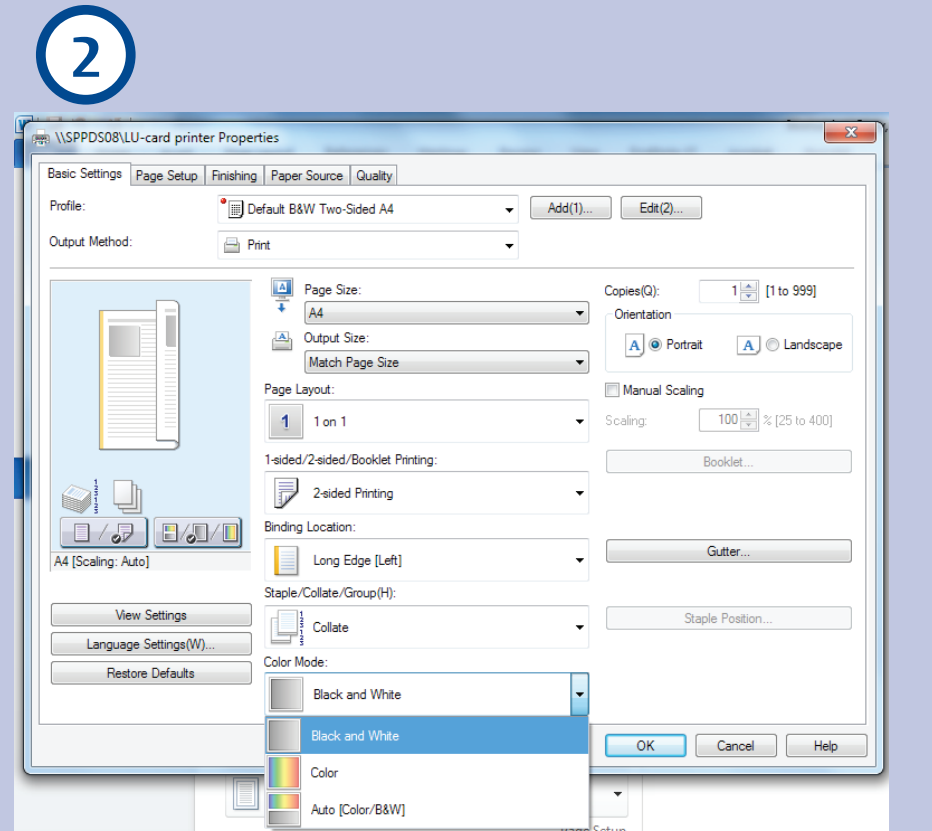 2
\\SPPDS08\LU-card printer Properties
Basic Settings Page Setup Finishing Paper Source Quality
Profile: Default B&W Two-Sided A4 Add(1)... Edit(2)...
Output Method: Print
Page Size:
A4
Output Size:
Match Page Size
Page Layout:
1 1 on 1
1-sided/2-sided/Booklet Printing:
2-sided Printing
Binding Location:
Long Edge [Left]
Staple/Collate/Group(H):
Collate
Color Mode:
Black and White
Black and White
Color
Auto [Color/B&W]
Copies(Q): 1 [1 to 999]
Orientation
A Portrait A Landscape
Manual Scaling
Scaling: 100 % [25 to 400]
Booklet...
Gutter...
Staple Position...
A4 [Scaling: Auto]
View Settings
Language Settings(W)...
Restore Defaults
OK Cancel Help